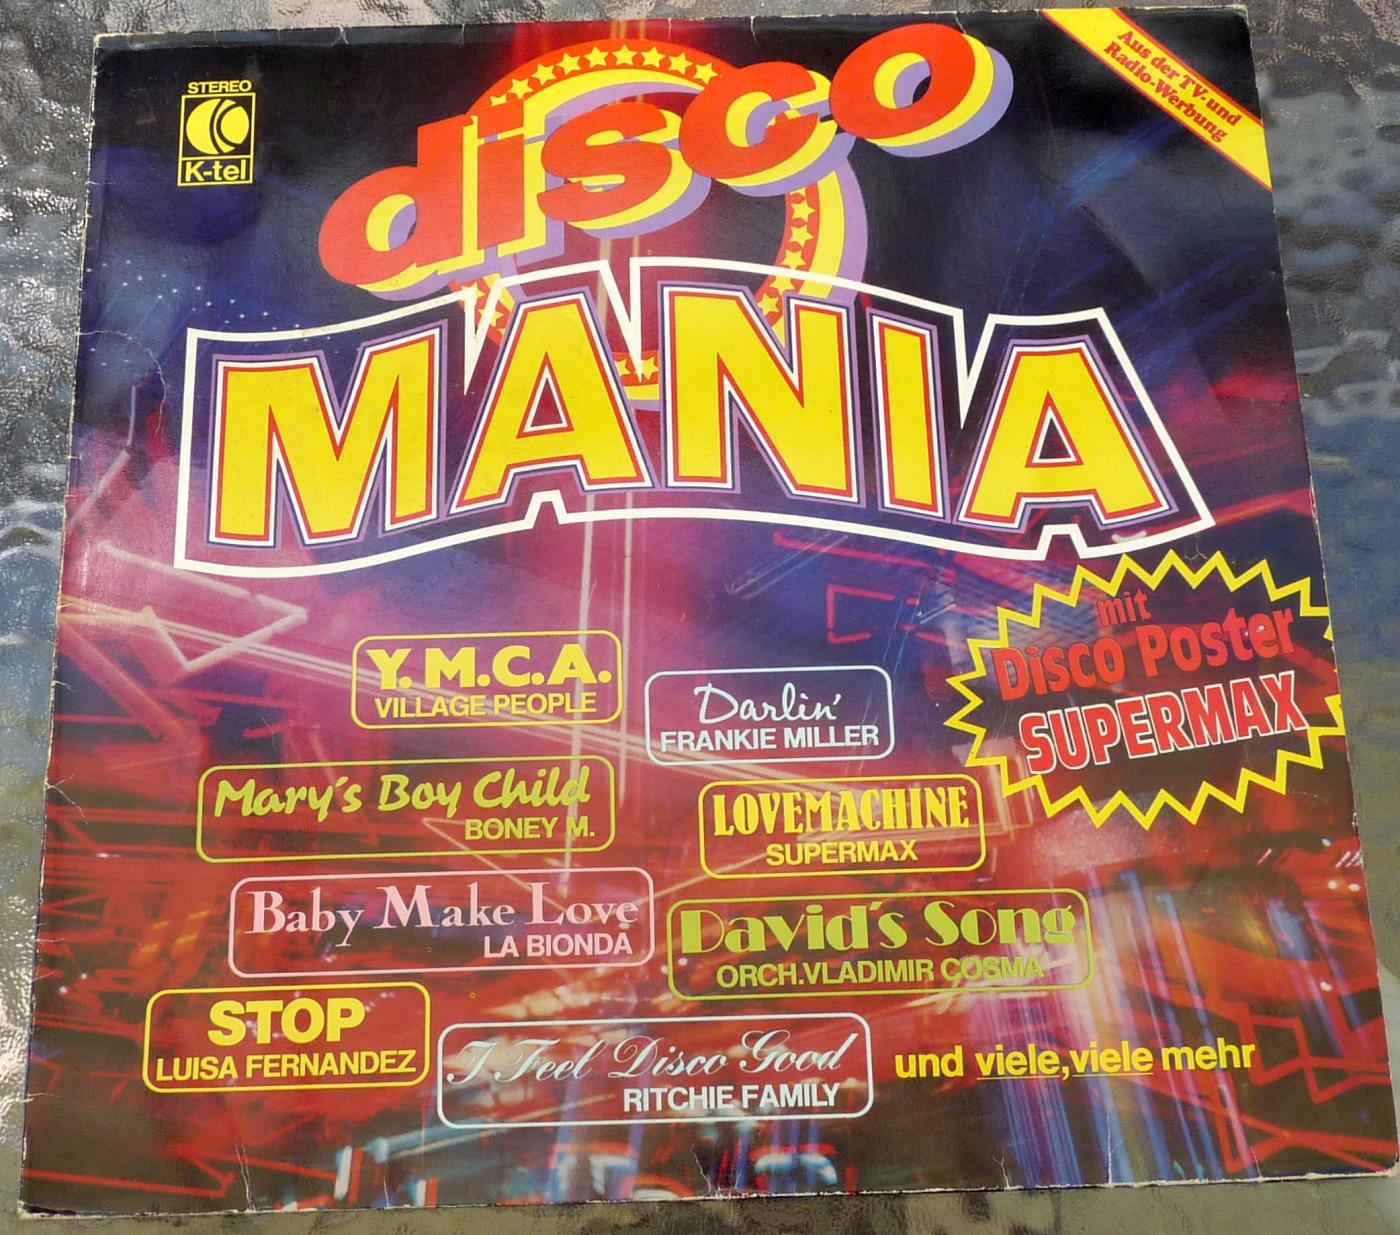 STEREO
K-tel
disco
MANIA
Aus der TV-und
Radio-Werbung
mit
Disco Poster
SUPERMAX
Y.M.C.A.
VILLAGE PEOPLE
Darlin'
FRANKIE MILLER
Mary's Boy Child
BONEY M.
LOVEMACHINE
SUPERMAX
Baby Make Love
LA BIONDA
David's Song
ORCH.VLADIMIR COSMA
STOP
LUISA FERNANDEZ
I Feel Disco Good
RITCHIE FAMILY
und viele,viele mehr